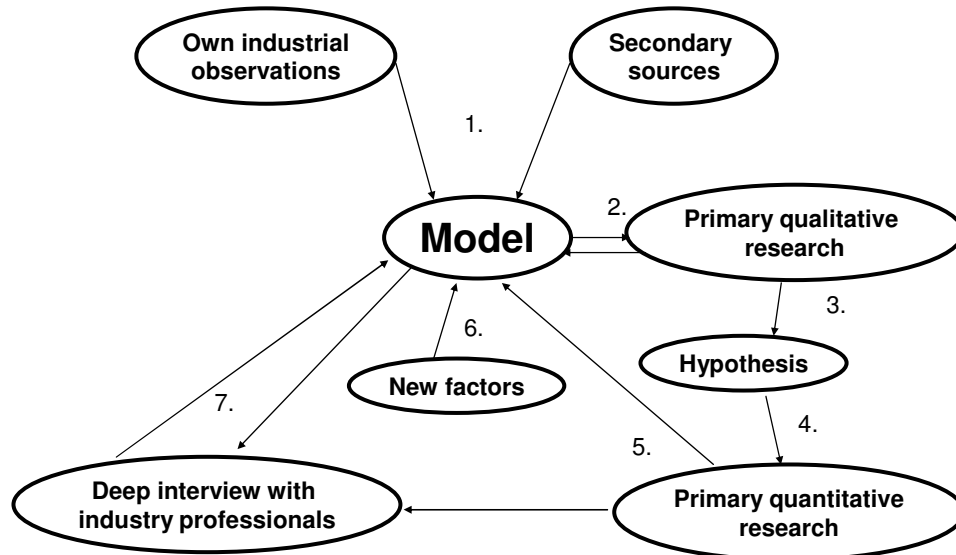 Own industrial
observations
Secondary
sources
1.
Model
2.
Primary qualitative
research
3.
6.
Hypothesis
New factors
7.
4.
5.
Deep interview with
industry professionals
Primary quantitative
research